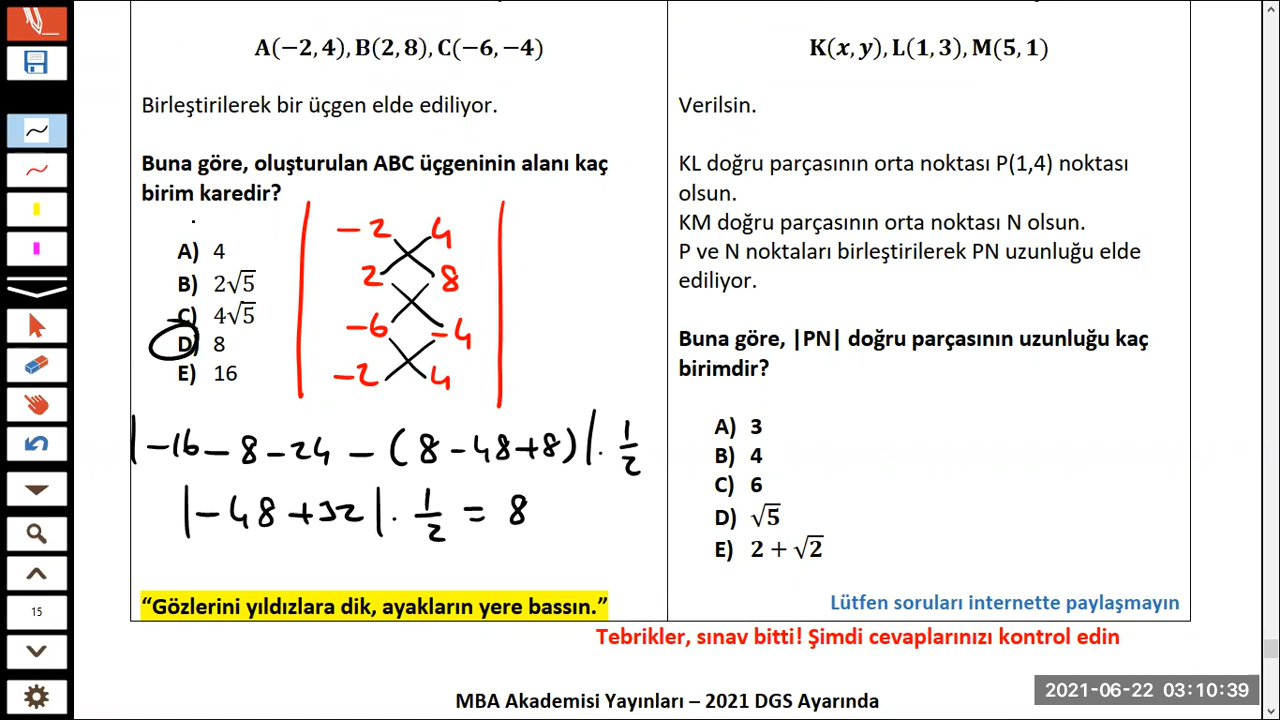 A(−2, 4), B(2, 8), C(−6, −4)
Birleştirilerek bir üçgen elde ediliyor.
Buna göre, oluşturulan ABC üçgeninin alanı kaç
birim karedir?
A) 4
B) 2√5
C) 4√5
D) 8
E) 16
−2 4
2 8
−6 −4
−2 4
|−16−8−24 − (8−48+8)|·1/2
|−48+32|·1/2 = 8
“Gözlerini yıldızlara dik, ayakların yere bassın.”
K(x, y), L(1, 3), M(5, 1)
Verilsin.
KL doğru parçasının orta noktası P(1,4) noktası
olsun.
KM doğru parçasının orta noktası N olsun.
P ve N noktaları birleştirilerek PN uzunluğu elde
ediliyor.
Buna göre, |PN| doğru parçasının uzunluğu kaç
birimdir?
A) 3
B) 4
C) 6
D) √5
E) 2 + √2
Lütfen soruları internette paylaşmayın
Tebrikler, sınav bitti! Şimdi cevaplarınızı kontrol edin
MBA Akademisi Yayınları – 2021 DGS Ayarında
15
2021-06-22 03:10:39